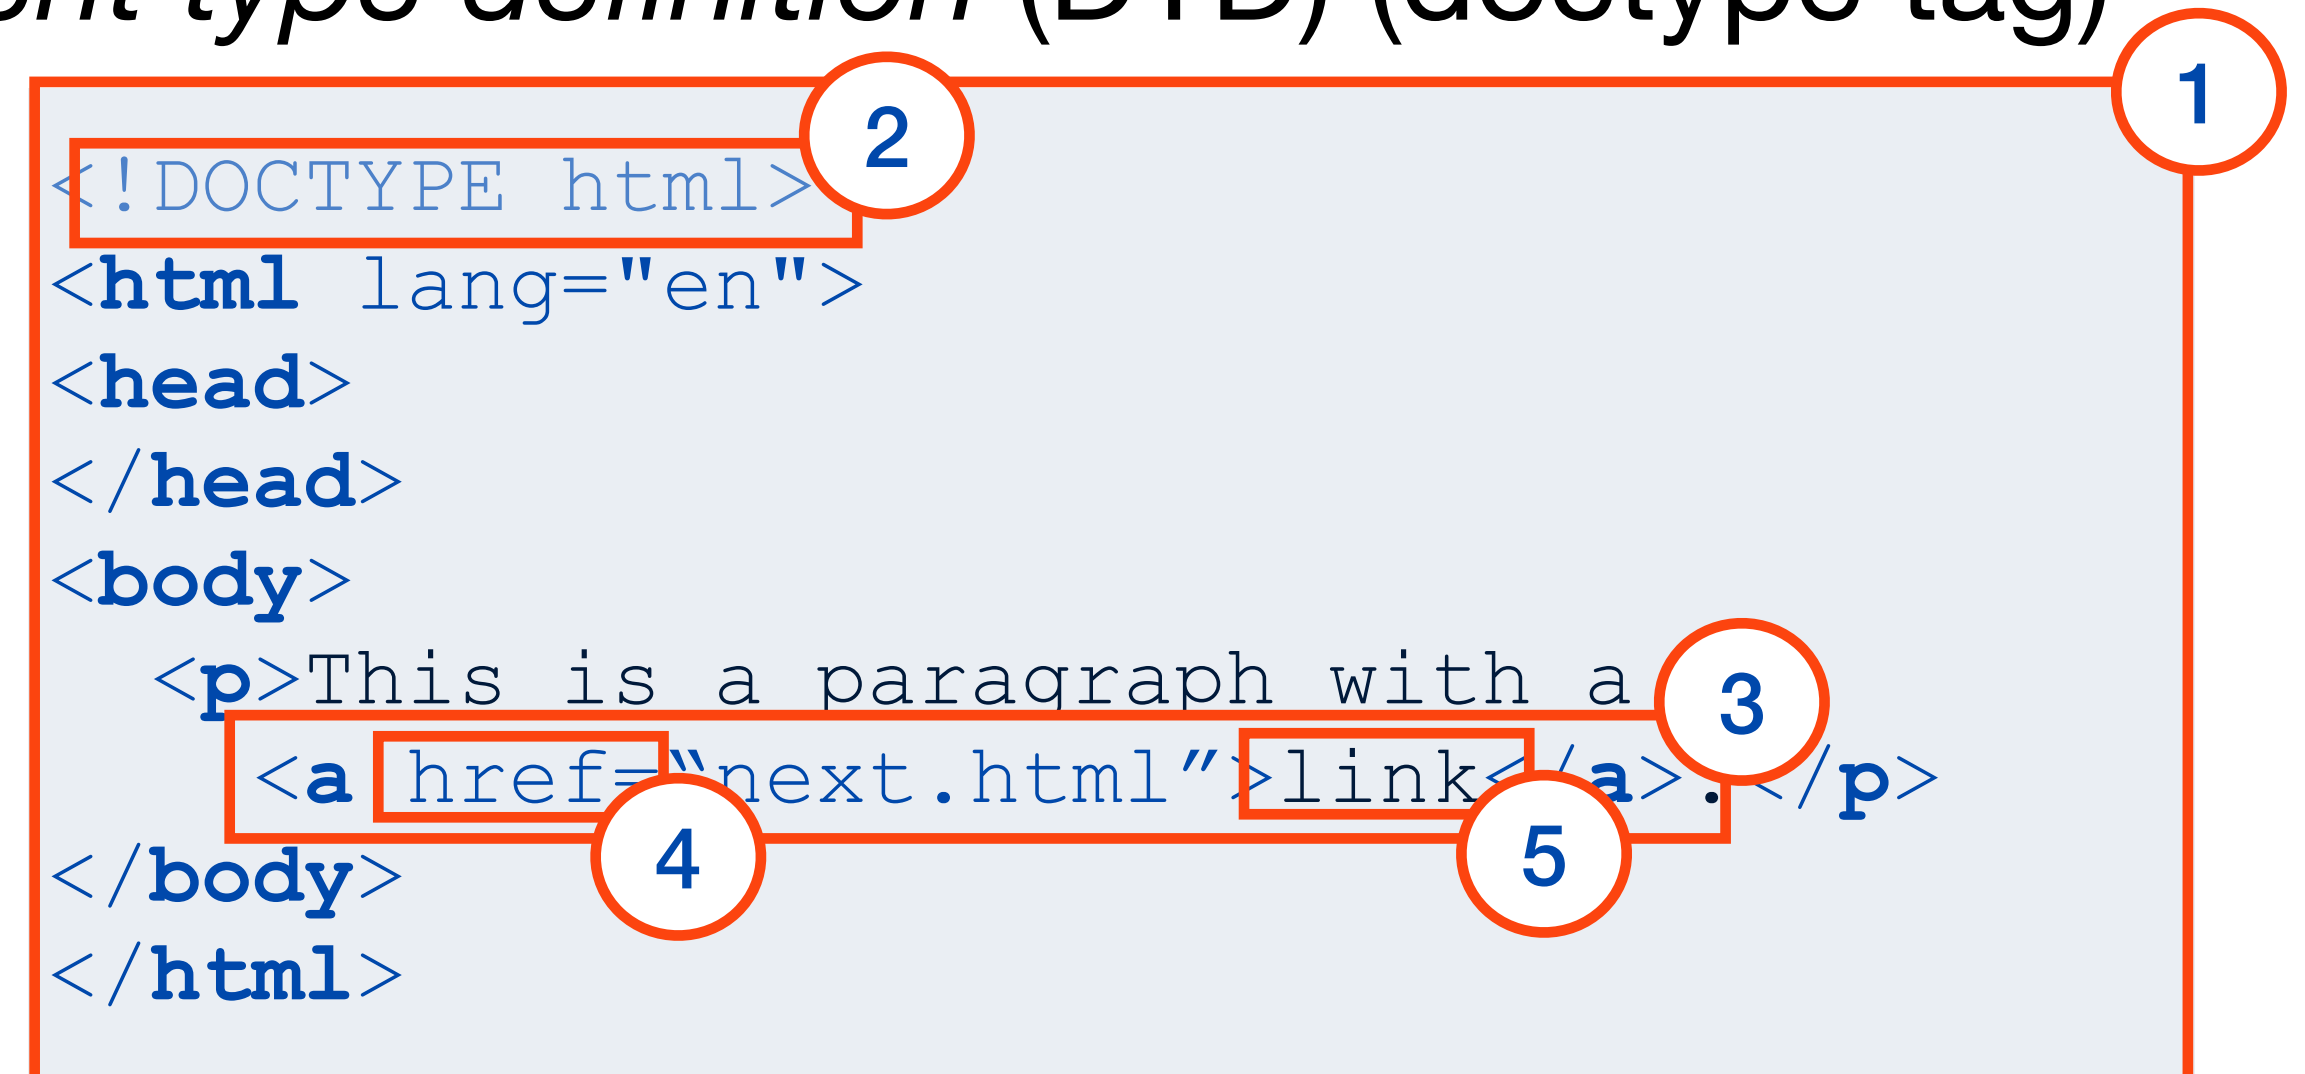 type definition (DTD) (doctype tag)
1
2
<!DOCTYPE html>
<html lang="en">
<head>
</head>
<body>
<p>This is a paragraph with a
3
<a href=“next.html”>link</a>.</p>
4
5
</body>
</html>